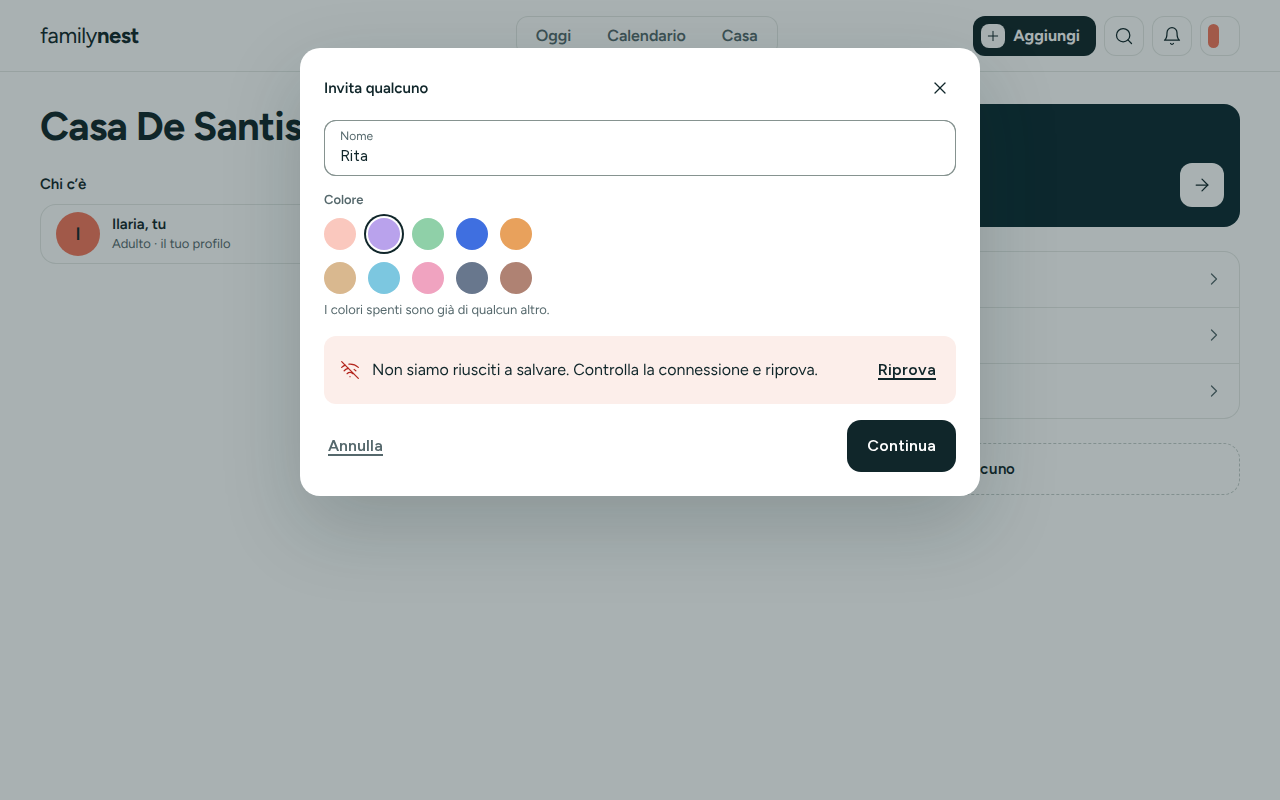 familynest
Oggi Calendario Casa
Aggiungi
Casa De Santis
Chi c'è
I
Ilaria, tu
Adulto · il tuo profilo
Invita qualcuno
Nome
Rita
Colore
I colori spenti sono già di qualcun altro.
Non siamo riusciti a salvare. Controlla la connessione e riprova.
Riprova
Annulla
Continua